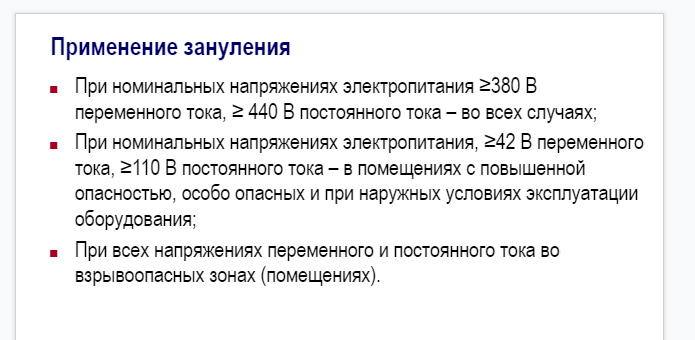 Применение зануления
При номинальных напряжениях электропитания ≥380 В
переменного тока, ≥ 440 В постоянного тока – во всех случаях;
При номинальных напряжениях электропитания, ≥42 В переменного
тока, ≥110 В постоянного тока – в помещениях с повышенной
опасностью, особо опасных и при наружных условиях эксплуатации
оборудования;
При всех напряжениях переменного и постоянного тока во
взрывоопасных зонах (помещениях).